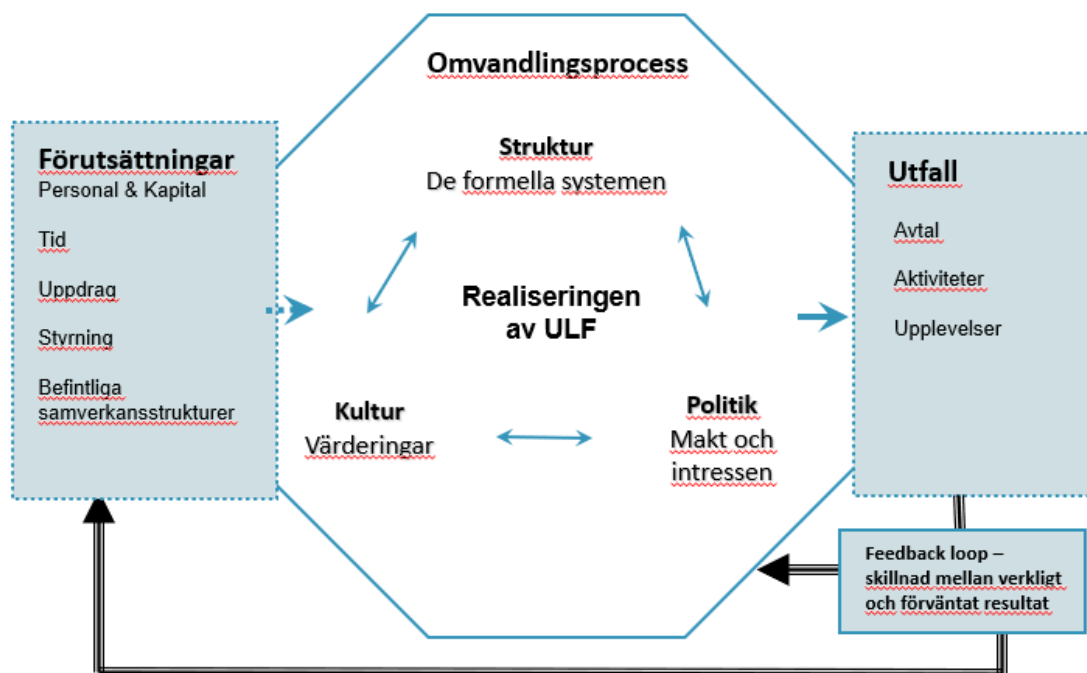 Omvandlingsprocess
Förutsättningar
Personal & Kapital
Tid
Uppdrag
Styrning
Befintliga
samverkansstrukturer
Struktur
De formella systemen
Realiseringen
av ULF
Kultur
Värderingar
Politik
Makt och
intressen
Utfall
Avtal
Aktiviteter
Upplevelser
Feedback loop –
skillnad mellan verkligt
och förväntat resultat